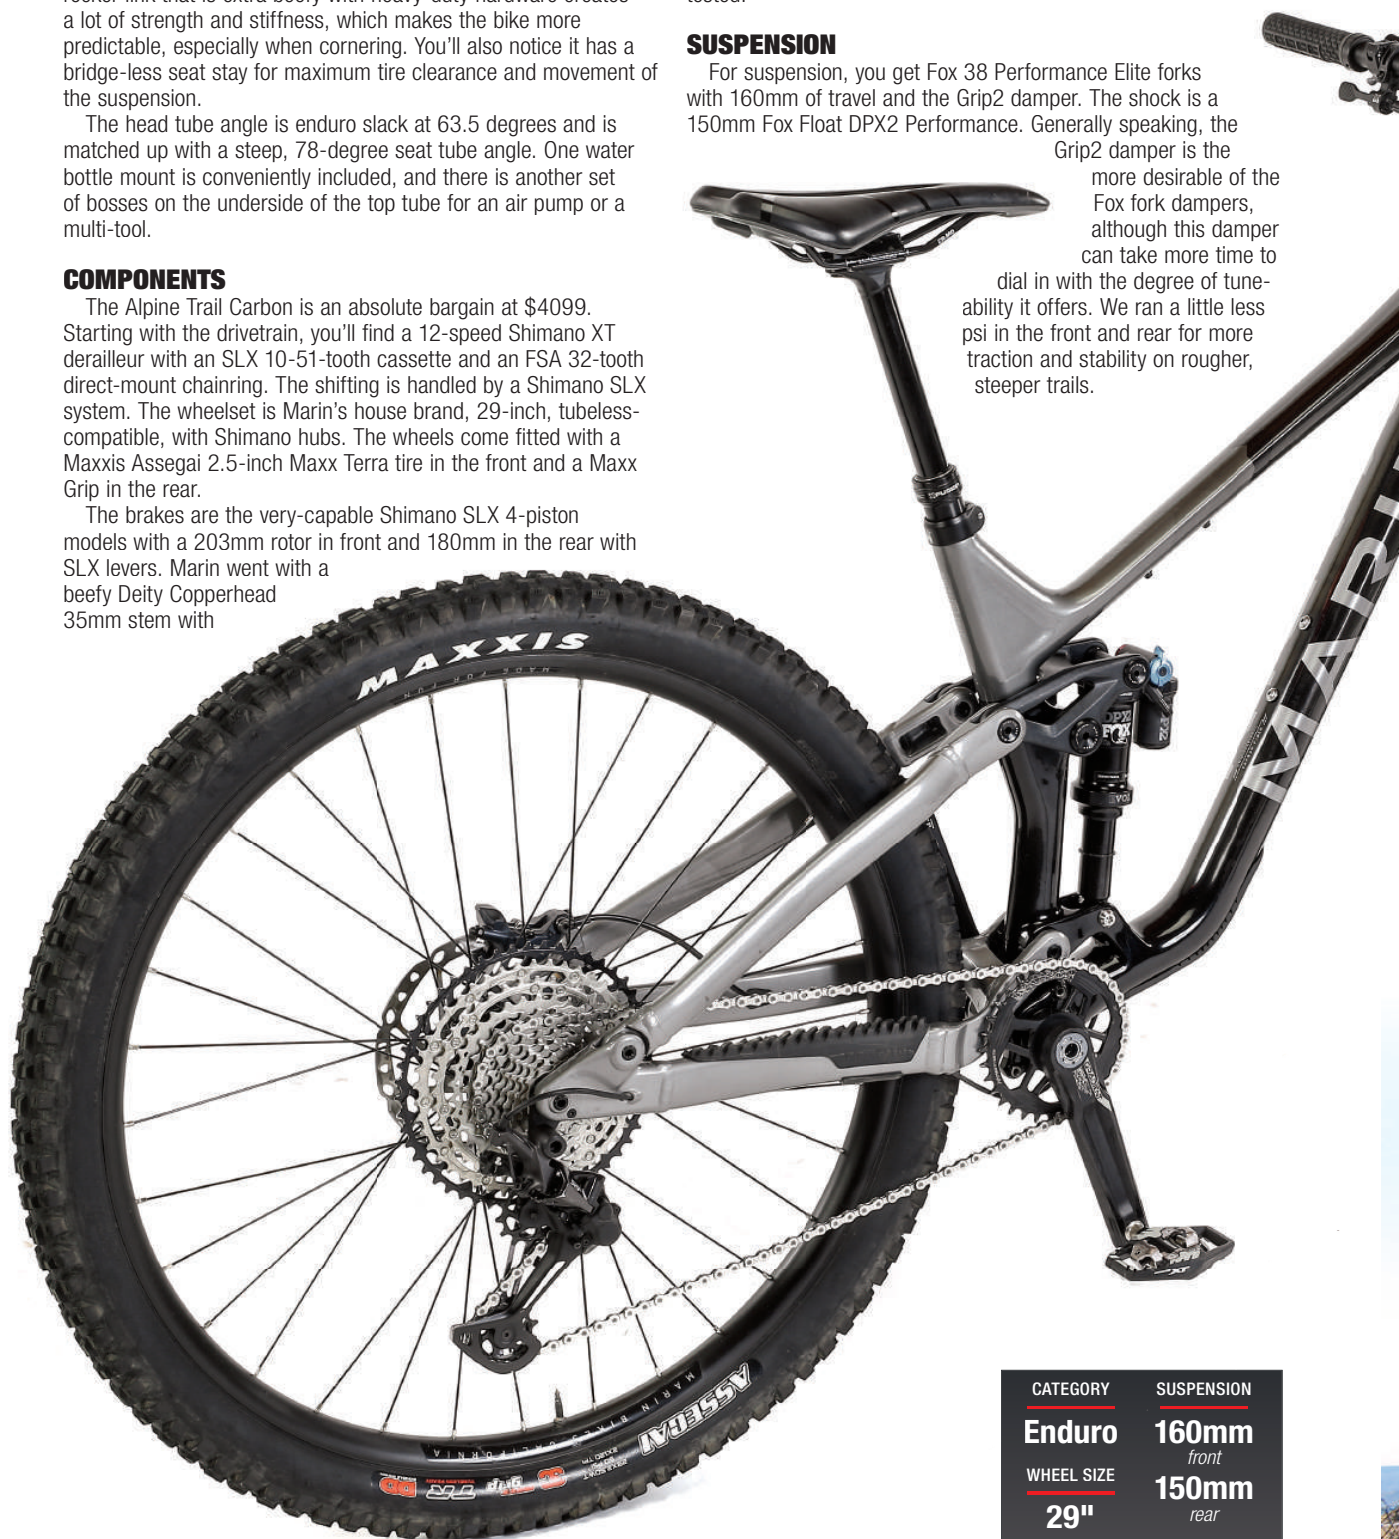 a lot of strength and stiffness, which makes the bike more
predictable, especially when cornering. You'll also notice it has a
bridge-less seat stay for maximum tire clearance and movement of
the suspension.
The head tube angle is enduro slack at 63.5 degrees and is
matched up with a steep, 78-degree seat tube angle. One water
bottle mount is conveniently included, and there is another set
of bosses on the underside of the top tube for an air pump or a
multi-tool.
COMPONENTS
The Alpine Trail Carbon is an absolute bargain at $4099.
Starting with the drivetrain, you'll find a 12-speed Shimano XT
derailleur with an SLX 10-51-tooth cassette and an FSA 32-tooth
direct-mount chainring. The shifting is handled by a Shimano SLX
system. The wheelset is Marin's house brand, 29-inch, tubeless-
compatible, with Shimano hubs. The wheels come fitted with a
Maxxis Assegai 2.5-inch Maxx Terra tire in the front and a Maxx
Grip in the rear.
The brakes are the very-capable Shimano SLX 4-piston
models with a 203mm rotor in front and 180mm in the rear with
SLX levers. Marin went with a
beefy Deity Copperhead
35mm stem with
SUSPENSION
For suspension, you get Fox 38 Performance Elite forks
with 160mm of travel and the Grip2 damper. The shock is a
150mm Fox Float DPX2 Performance. Generally speaking, the
Grip2 damper is the
more desirable of the
Fox fork dampers,
although this damper
can take more time to
dial in with the degree of tune-
ability it offers. We ran a little less
psi in the front and rear for more
traction and stability on rougher,
steeper trails.
MAXXIS
MADE FOR FUN
DPX2
FOX
EVOL
XT
ASSEGAI
MARIN BIKES CALIFORNIA
DD
TR
CATEGORY
Enduro
WHEEL SIZE
29"
SUSPENSION
160mm
front
150mm
rear